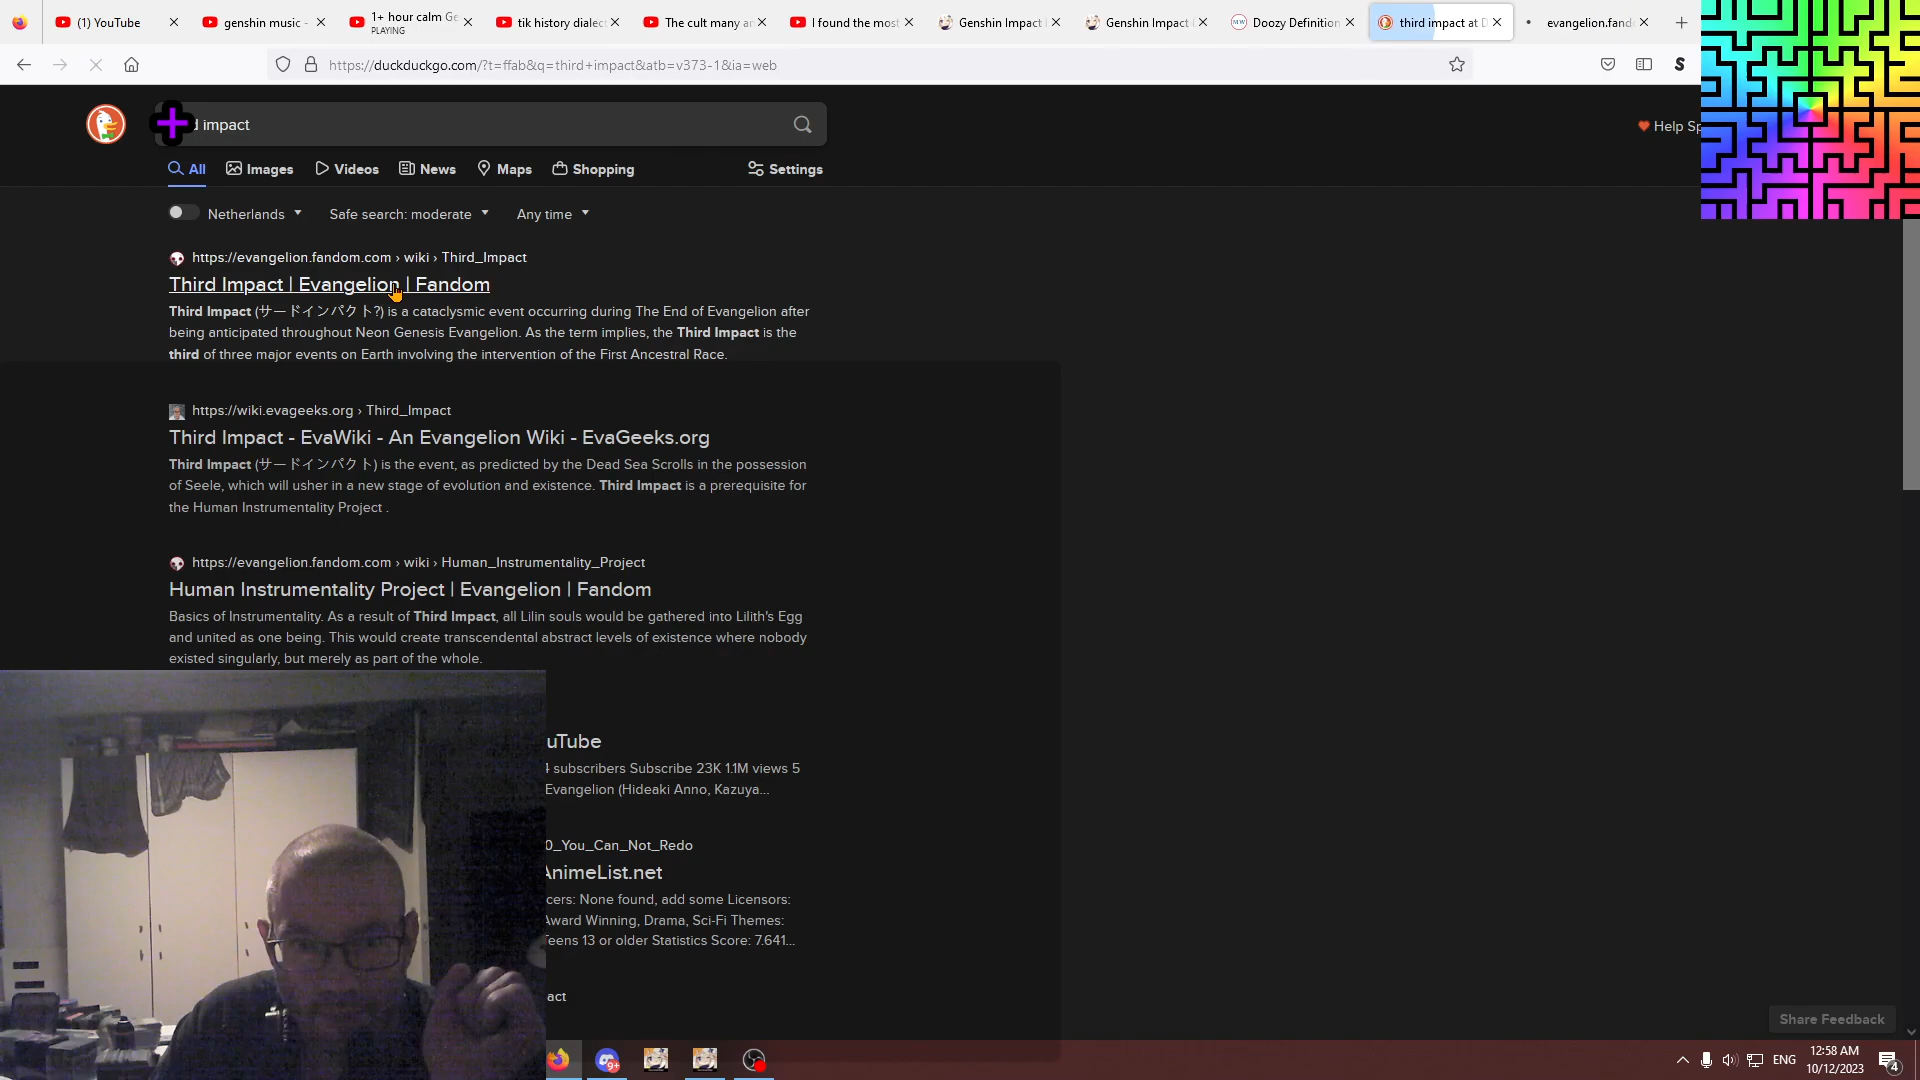 (1) YouTube
genshin music -
1+ hour calm Ge
PLAYING
tik history dialec
The cult many an
I found the most
Genshin Impact
Genshin Impact
Doozy Definition
third impact at D
evangelion.fand
https://duckduckgo.com/?t=ffab&q=third+impact&atb=v373-1&ia=web
d impact
Help Sp
All
Images
Videos
News
Maps
Shopping
Settings
Netherlands
Safe search: moderate
Any time
https://evangelion.fandom.com › wiki › Third_Impact
Third Impact | Evangelion | Fandom
Third Impact (サードインパクト?) is a cataclysmic event occurring during The End of Evangelion after
being anticipated throughout Neon Genesis Evangelion. As the term implies, the Third Impact is the
third of three major events on Earth involving the intervention of the First Ancestral Race.
https://wiki.evageeks.org › Third_Impact
Third Impact - EvaWiki - An Evangelion Wiki - EvaGeeks.org
Third Impact (サードインパクト) is the event, as predicted by the Dead Sea Scrolls in the possession
of Seele, which will usher in a new stage of evolution and existence. Third Impact is a prerequisite for
the Human Instrumentality Project .
https://evangelion.fandom.com › wiki › Human_Instrumentality_Project
Human Instrumentality Project | Evangelion | Fandom
Basics of Instrumentality. As a result of Third Impact, all Lilin souls would be gathered into Lilith's Egg
and united as one being. This would create transcendental abstract levels of existence where nobody
existed singularly, but merely as part of the whole.
uTube
4 subscribers Subscribe 23K 1.1M views 5
Evangelion (Hideaki Anno, Kazuya...
0_You_Can_Not_Redo
AnimeList.net
cers: None found, add some Licensors:
Award Winning, Drama, Sci-Fi Themes:
Teens 13 or older Statistics Score: 7.641...
act
Share Feedback
9+
ENG
12:58 AM
10/12/2023
4